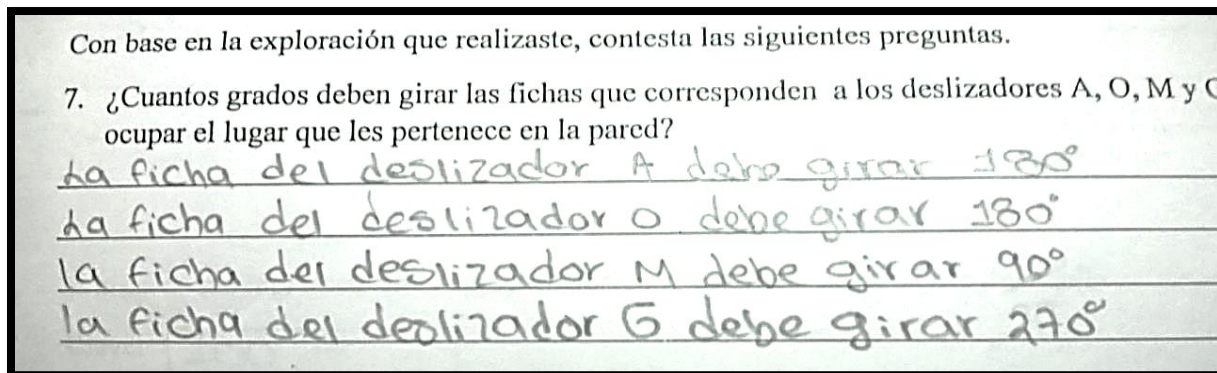 Con base en la exploración que realizaste, contesta las siguientes preguntas.
7. ¿Cuantos grados deben girar las fichas que corresponden a los deslizadores A, O, M y
ocupar el lugar que les pertenece en la pared?
La ficha del deslizador A debe girar 180°
La ficha del deslizador O debe girar 180°
la ficha del deslizador M debe girar 90°
la ficha del deslizador G debe girar 270°